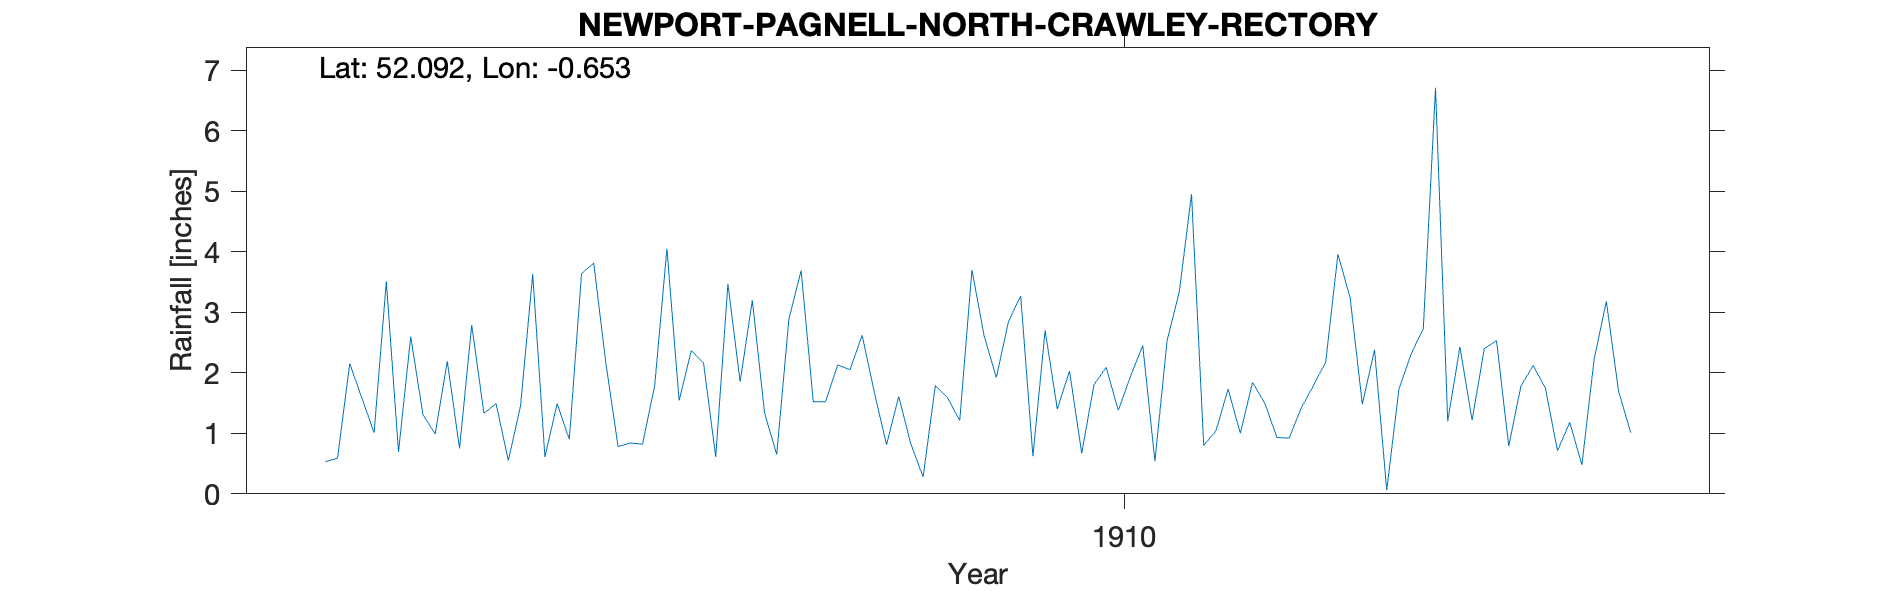 NEWPORT-PAGNELL-NORTH-CRAWLEY-RECTORY
Lat: 52.092, Lon: -0.653
7
6
5
4
3
2
1
0
Rainfall [inches]
1910
Year